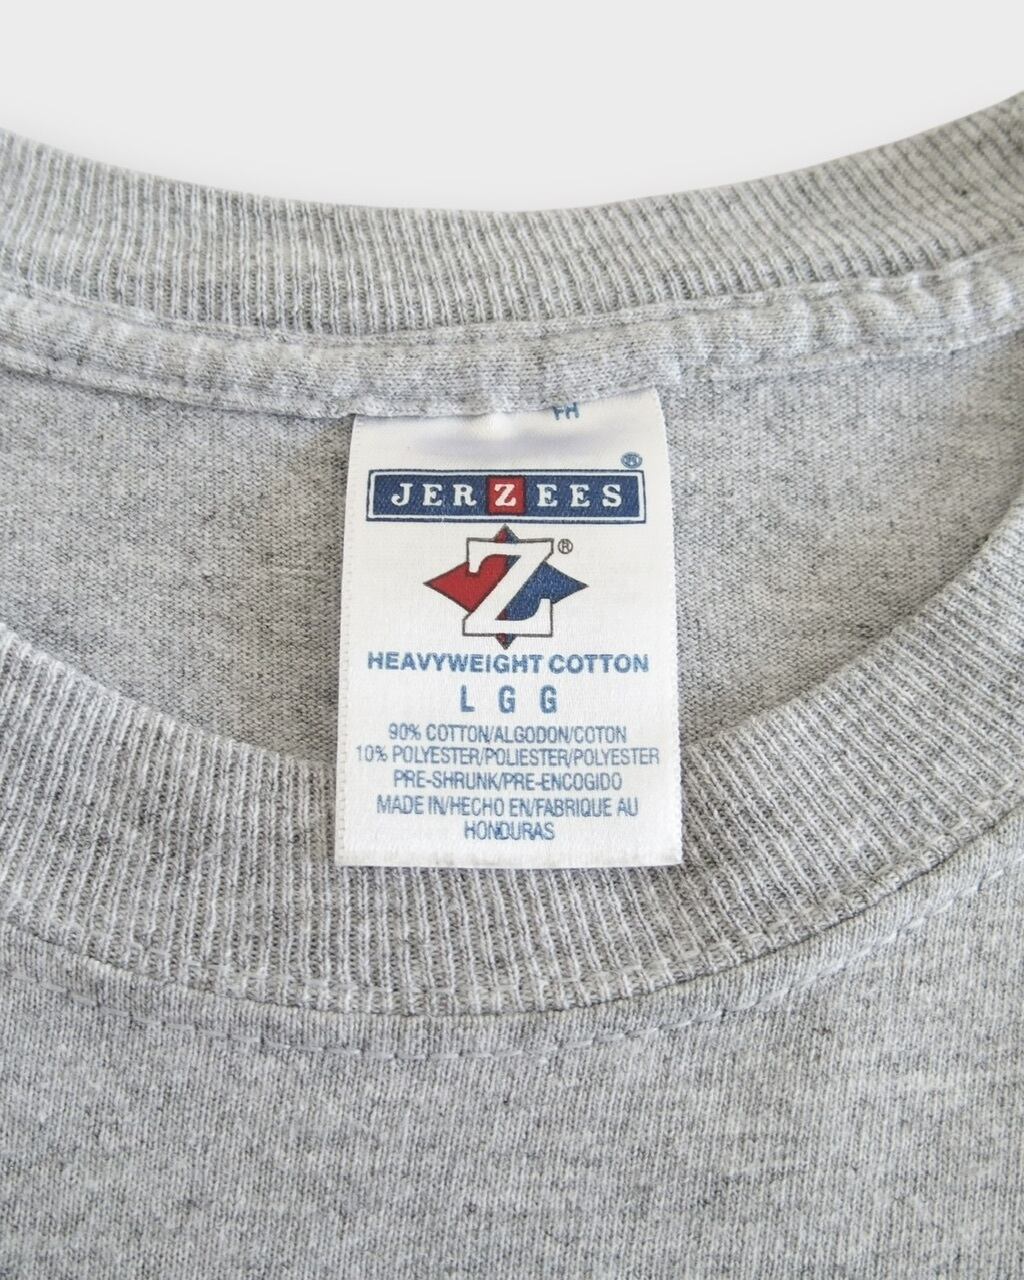 FH
®
JERZEES
Z®
HEAVYWEIGHT COTTON
L G G
90% COTTON/ALGODON/COTON
10% POLYESTER/POLIESTER/POLYESTER
PRE-SHRUNK/PRE-ENCOGIDO
MADE IN/HECHO EN/FABRIQUE AU
HONDURAS